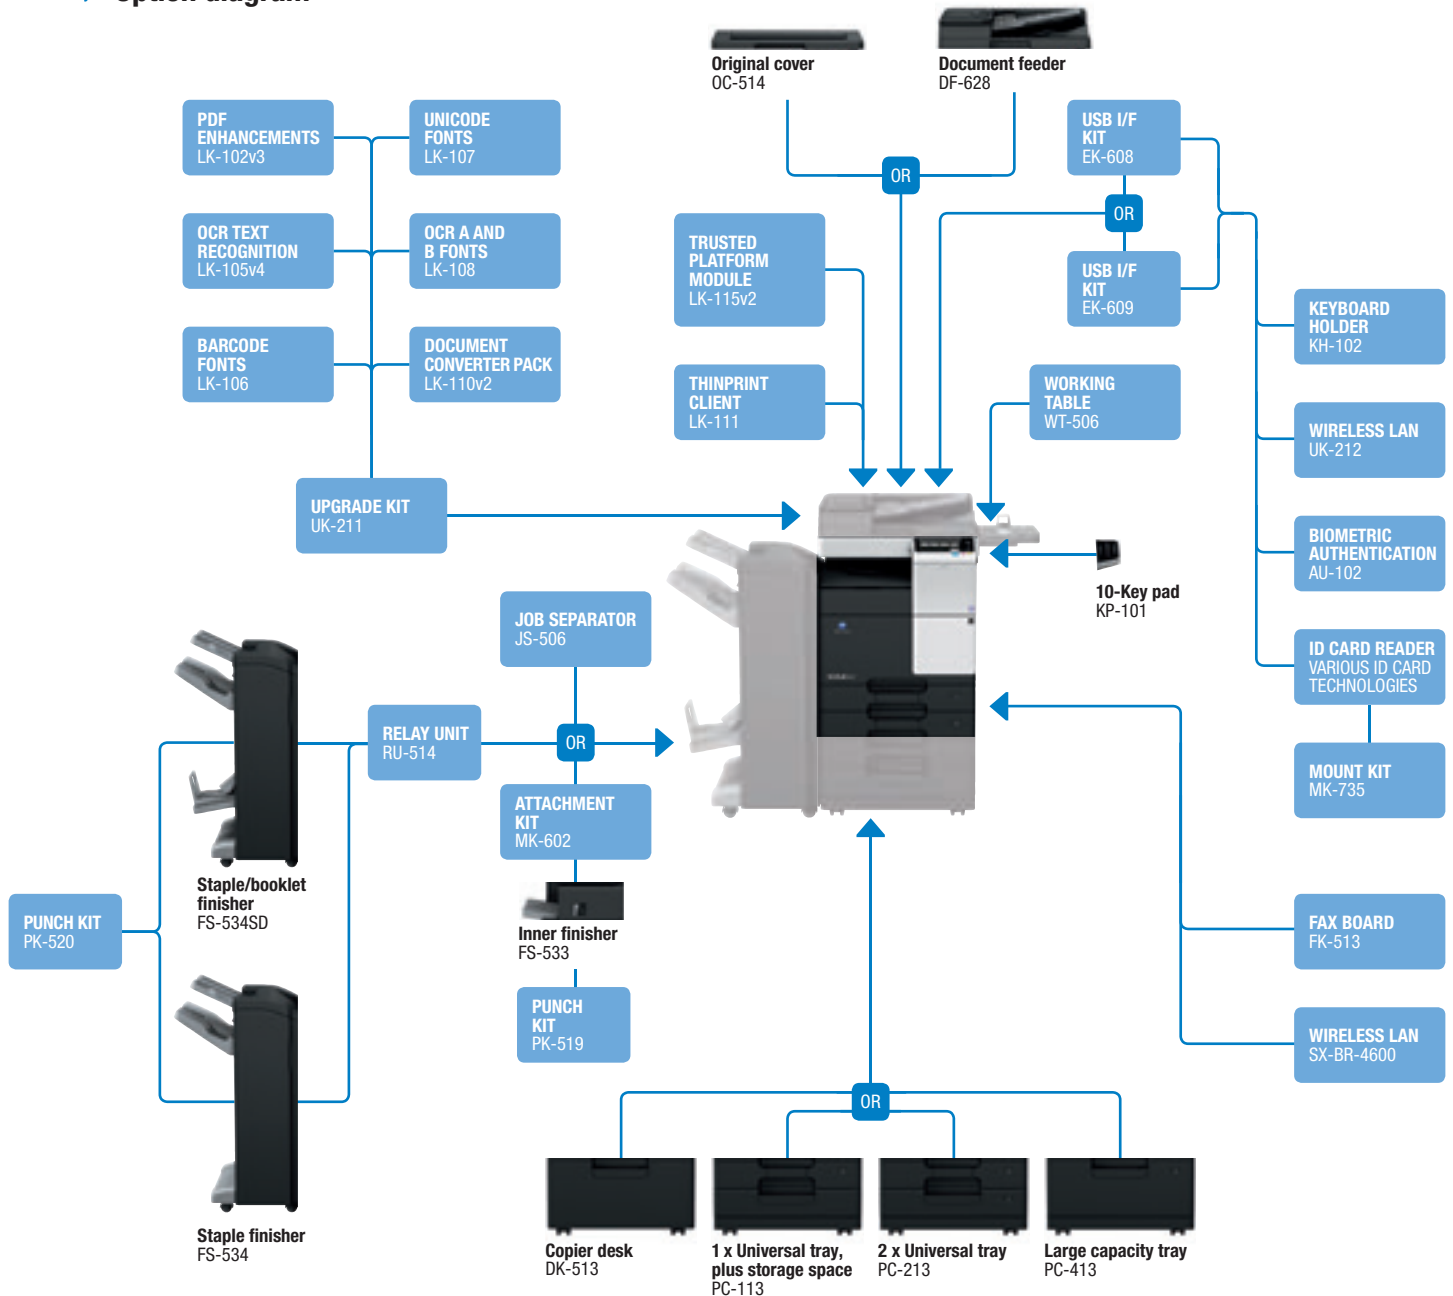 Option diagram
Original cover
OC-514
Document feeder
DF-628
PDF
ENHANCEMENTS
LK-102v3
UNICODE
FONTS
LK-107
USB I/F
KIT
EK-608
OR
OR
OCR TEXT
RECOGNITION
LK-105v4
OCR A AND
B FONTS
LK-108
TRUSTED
PLATFORM
MODULE
LK-115v2
USB I/F
KIT
EK-609
KEYBOARD
HOLDER
KH-102
BARCODE
FONTS
LK-106
DOCUMENT
CONVERTER PACK
LK-110v2
THINPRINT
CLIENT
LK-111
WORKING
TABLE
WT-506
WIRELESS LAN
UK-212
UPGRADE KIT
UK-211
BIOMETRIC
AUTHENTICATION
AU-102
10-Key pad
KP-101
JOB SEPARATOR
JS-506
ID CARD READER
VARIOUS ID CARD
TECHNOLOGIES
RELAY UNIT
RU-514
OR
MOUNT KIT
MK-735
ATTACHMENT
KIT
MK-602
Staple/booklet
finisher
FS-534SD
PUNCH KIT
PK-520
Inner finisher
FS-533
FAX BOARD
FK-513
PUNCH
KIT
PK-519
WIRELESS LAN
SX-BR-4600
OR
Staple finisher
FS-534
Copier desk
DK-513
1 x Universal tray,
plus storage space
PC-113
2 x Universal tray
PC-213
Large capacity tray
PC-413